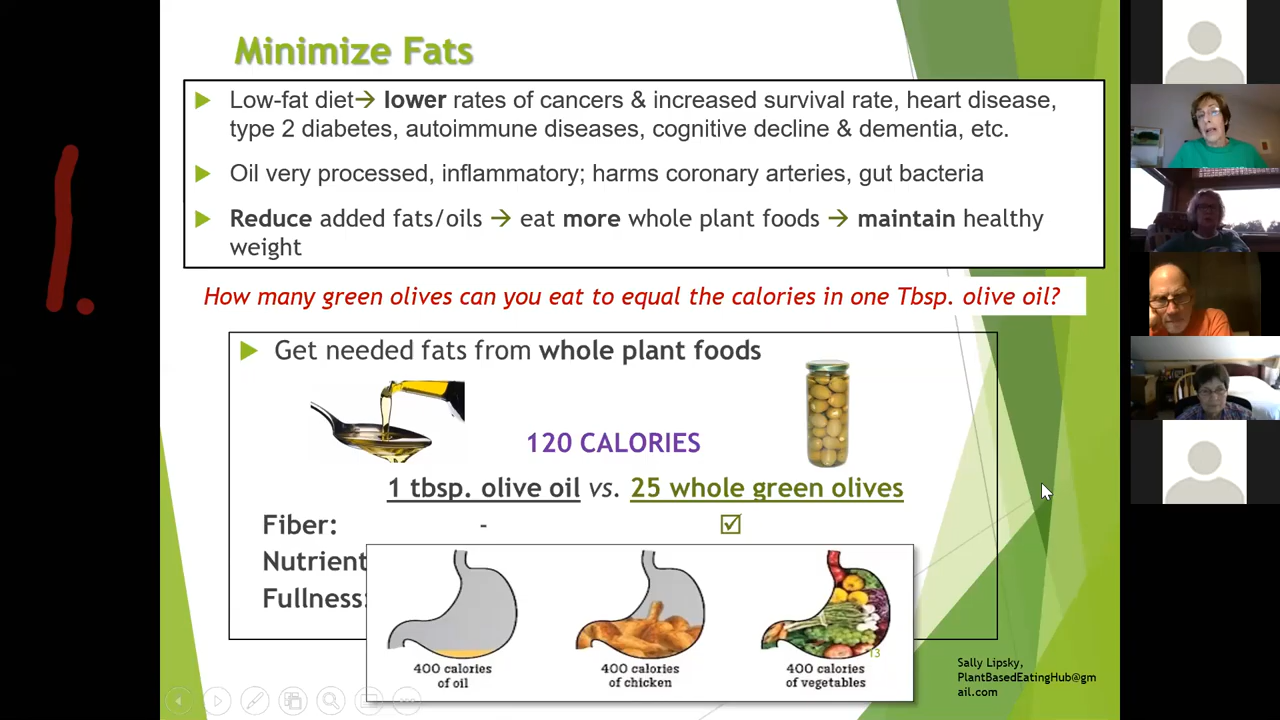 1.
Minimize Fats
Low-fat diet→ lower rates of cancers & increased survival rate, heart disease,
type 2 diabetes, autoimmune diseases, cognitive decline & dementia, etc.
Oil very processed, inflammatory; harms coronary arteries, gut bacteria
Reduce added fats/oils → eat more whole plant foods → maintain healthy
weight
How many green olives can you eat to equal the calories in one Tbsp. olive oil?
Get needed fats from whole plant foods
120 CALORIES
1 tbsp. olive oil vs. 25 whole green olives
Fiber: - ☑
Nutrient
Fullness:
400 calories
of oil
400 calories
of chicken
400 calories
of vegetables
13
Sally Lipsky,
PlantBasedEatingHub@gm
ail.com